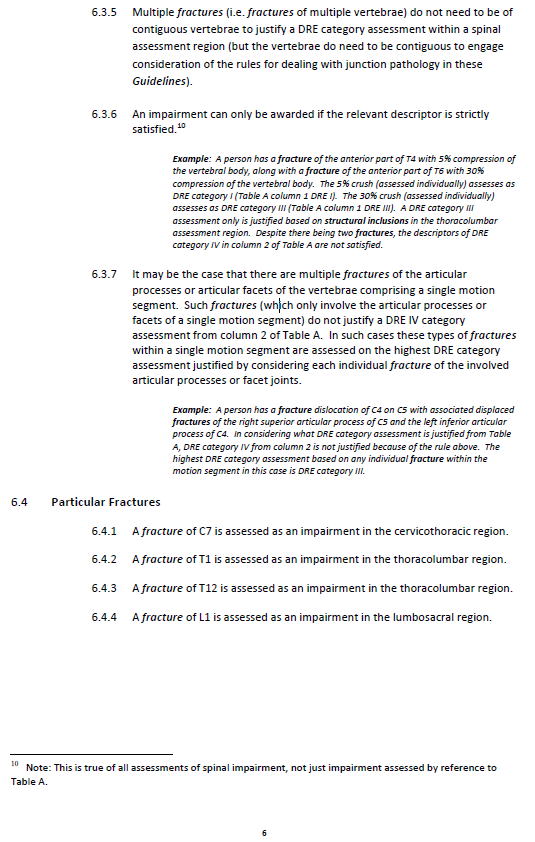 6.3.5 Multiple fractures (i.e. fractures of multiple vertebrae) do not need to be of
contiguous vertebrae to justify a DRE category assessment within a spinal
assessment region (but the vertebrae do need to be contiguous to engage
consideration of the rules for dealing with junction pathology in these
Guidelines).
6.3.6 An impairment can only be awarded if the relevant descriptor is strictly
satisfied.10
Example: A person has a fracture of the anterior part of T4 with 5% compression of
the vertebral body, along with a fracture of the anterior part of T6 with 30%
compression of the vertebral body. The 5% crush (assessed individually) assesses as
DRE category I (Table A column 1 DRE I). The 30% crush (assessed individually)
assesses as DRE category III (Table A column 1 DRE III). A DRE category III
assessment only is justified based on structural inclusions in the thoracolumbar
assessment region. Despite there being two fractures, the descriptors of DRE
category IV in column 2 of Table A are not satisfied.
6.3.7 It may be the case that there are multiple fractures of the articular
processes or articular facets of the vertebrae comprising a single motion
segment. Such fractures (which only involve the articular processes or
facets of a single motion segment) do not justify a DRE IV category
assessment from column 2 of Table A. In such cases these types of fractures
within a single motion segment are assessed on the highest DRE category
assessment justified by considering each individual fracture of the involved
articular processes or facet joints.
Example: A person has a fracture dislocation of C4 on C5 with associated displaced
fractures of the right superior articular process of C5 and the left inferior articular
process of C4. In considering what DRE category assessment is justified from Table
A, DRE category IV from column 2 is not justified because of the rule above. The
highest DRE category assessment based on any individual fracture within the
motion segment in this case is DRE category III.
6.4 Particular Fractures
6.4.1 A fracture of C7 is assessed as an impairment in the cervicothoracic region.
6.4.2 A fracture of T1 is assessed as an impairment in the thoracolumbar region.
6.4.3 A fracture of T12 is assessed as an impairment in the thoracolumbar region.
6.4.4 A fracture of L1 is assessed as an impairment in the lumbosacral region.
10 Note: This is true of all assessments of spinal impairment, not just impairment assessed by reference to
Table A.
6